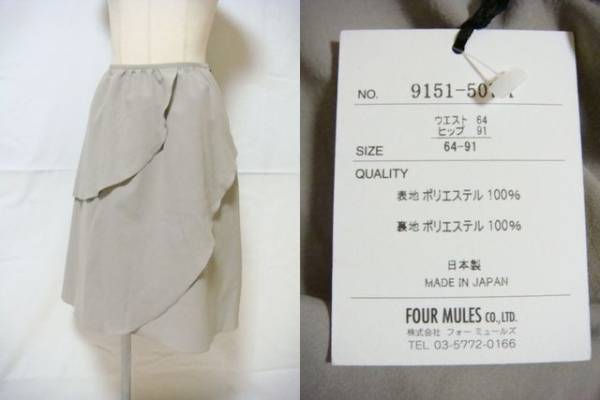 NO.
ウエスト 64
ヒップ 91
SIZE 64-91
QUALITY
表地 ポリエステル 100%
裏地 ポリエステル 100%
日本製
MADE IN JAPAN
FOUR MULES CO.,LTD.
株式会社 フォーミュールズ
TEL 03-5772-0166